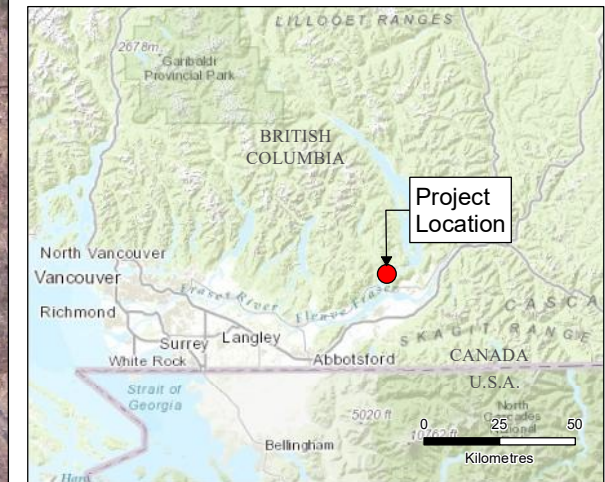 LILLOOET RANGES
2678m
Garibaldi
Provincial Park
BRITISH
COLUMBIA
Project
Location
North Vancouver
Vancouver
Fraser River
Fleuve Fraser
Richmond
Surrey
Langley
White Rock
Abbotsford
CASCA
SKAGIT RANGE
CANADA
U.S.A.
Strait of
Georgia
5020 ft
North
Cascades
National
10762 ft
Bellingham
0 25 50
Kilometres
Haro